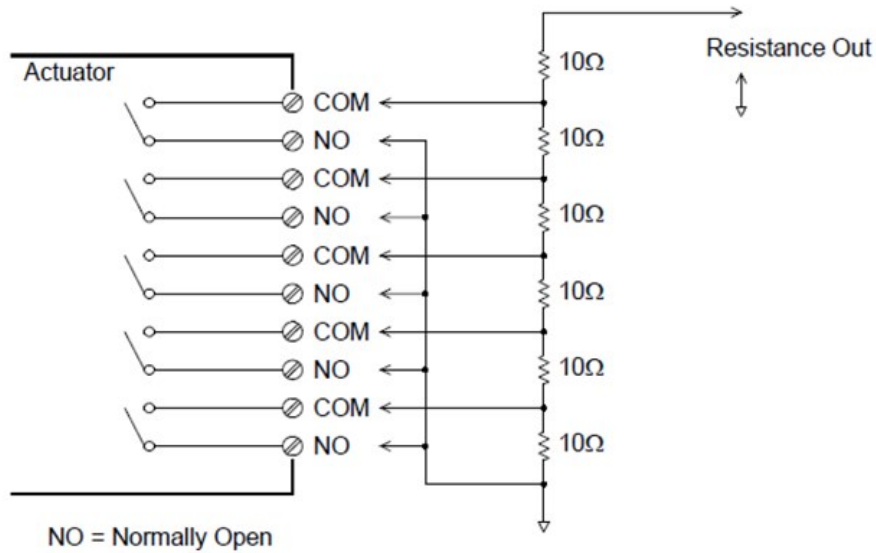 10Ω
Resistance Out
Actuator
COM
10Ω
NO
COM
10Ω
NO
COM
10Ω
NO
COM
10Ω
NO
COM
10Ω
NO
NO = Normally Open